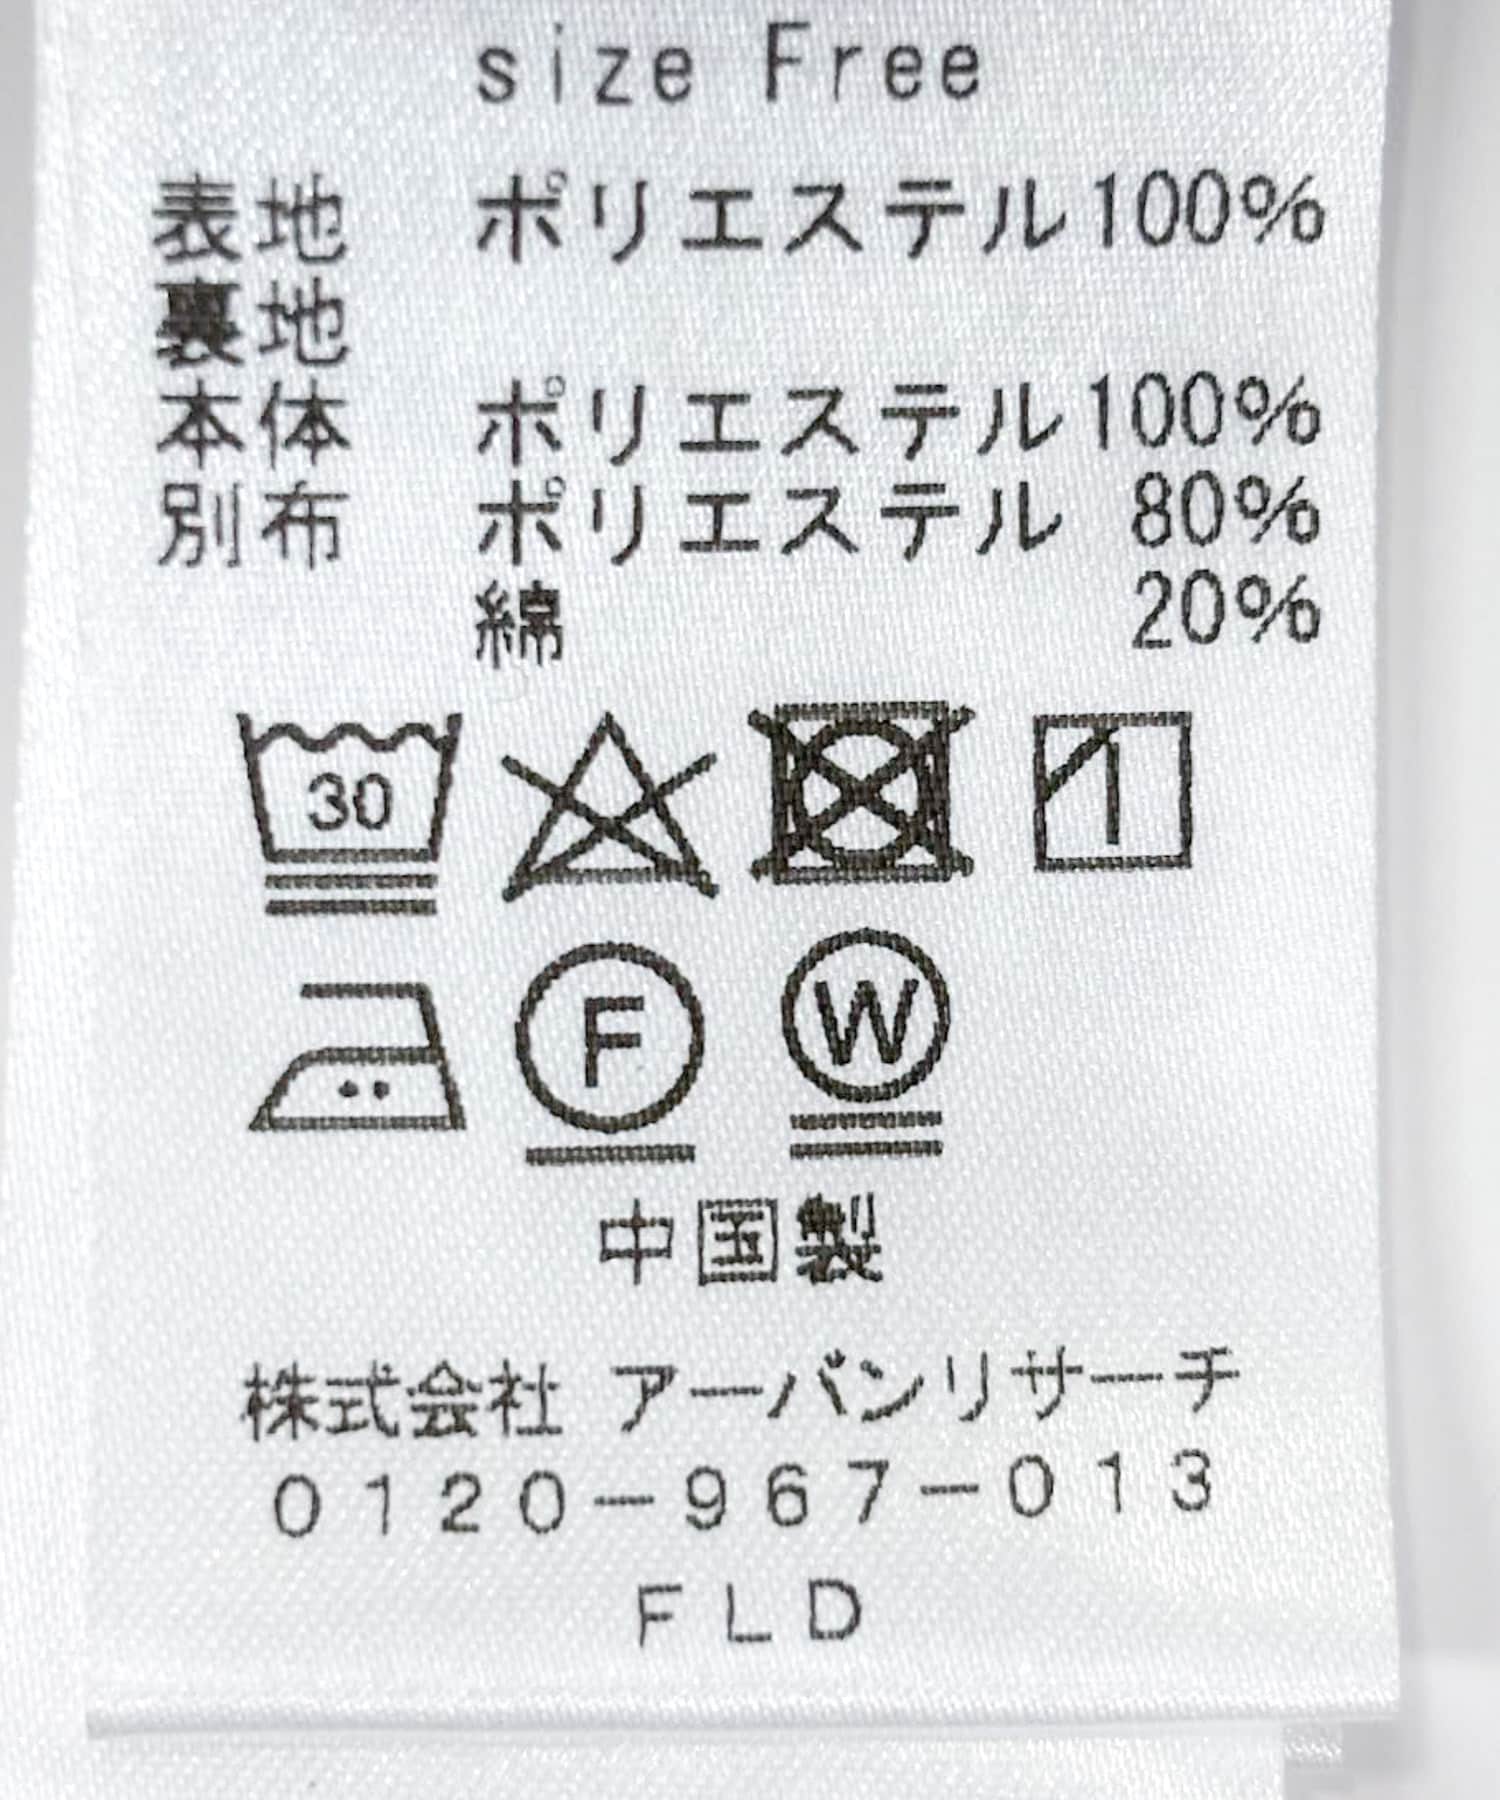 size Free
表地 ポリエステル100%
裏地
本体 ポリエステル100%
別布 ポリエステル 80%
綿 20%
30
F W
中国製
株式会社 アーバンリサーチ
0120-967-013
FLD